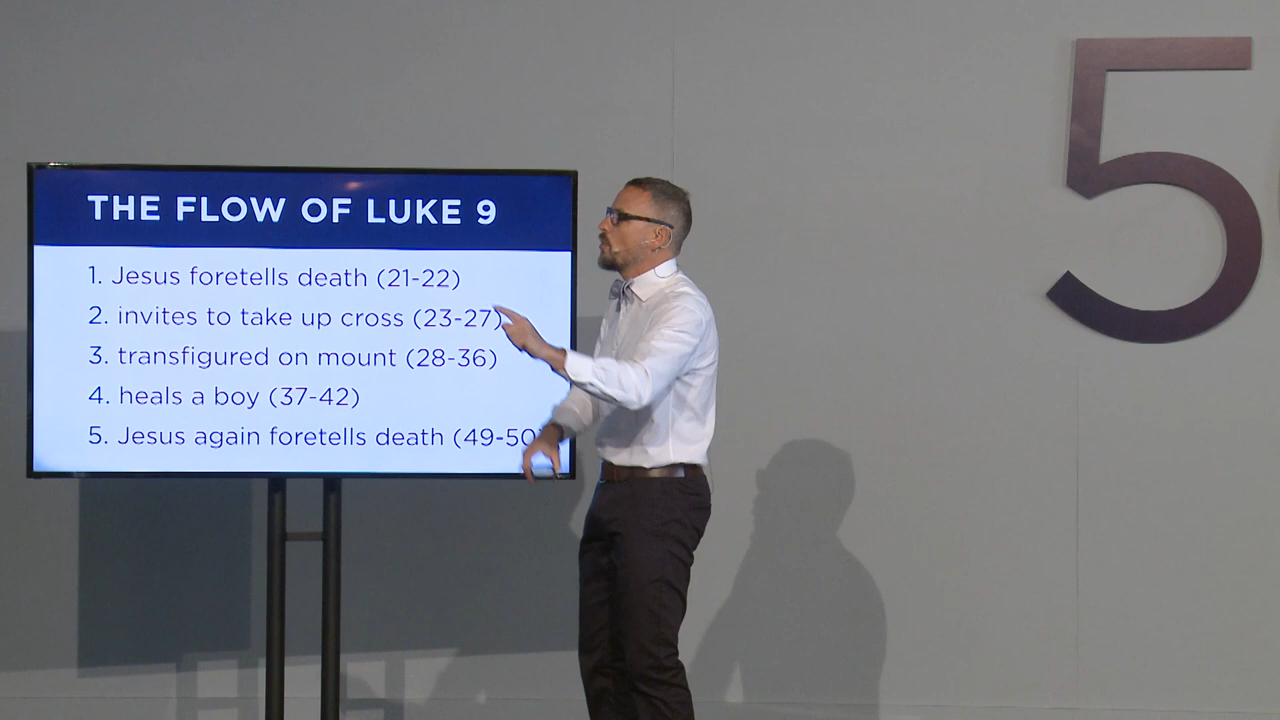 THE FLOW OF LUKE 9
1. Jesus foretells death (21-22)
2. invites to take up cross (23-27)
3. transfigured on mount (28-36)
4. heals a boy (37-42)
5. Jesus again foretells death (49-50)
5